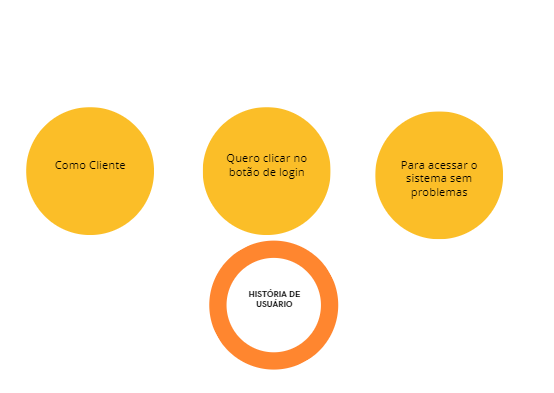 Como Cliente
Quero clicar no
botão de login
Para acessar o
sistema sem
problemas
HISTÓRIA DE
USUÁRIO